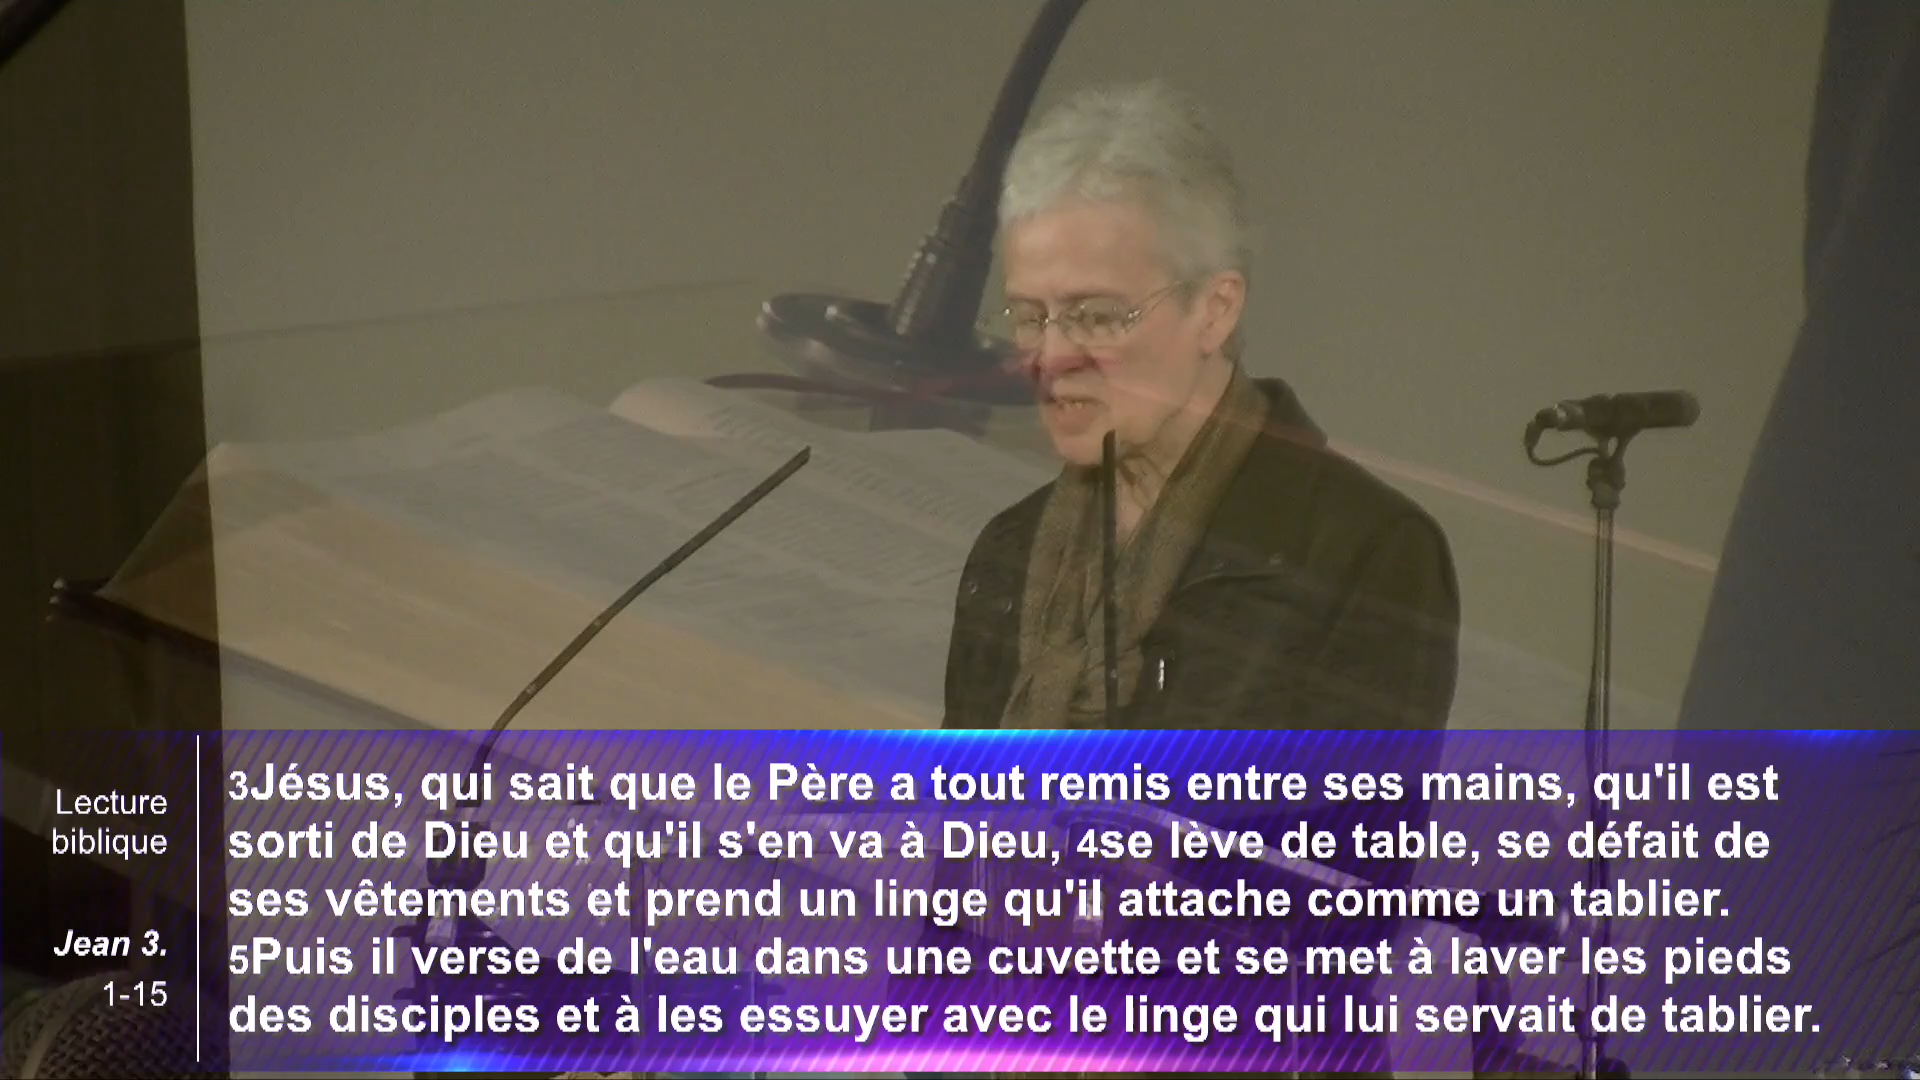 Lecture
biblique
Jean 3.
1-15
3Jésus, qui sait que le Père a tout remis entre ses mains, qu'il est
sorti de Dieu et qu'il s'en va à Dieu, 4se lève de table, se défait de
ses vêtements et prend un linge qu'il attache comme un tablier.
5Puis il verse de l'eau dans une cuvette et se met à laver les pieds
des disciples et à les essuyer avec le linge qui lui servait de tablier.